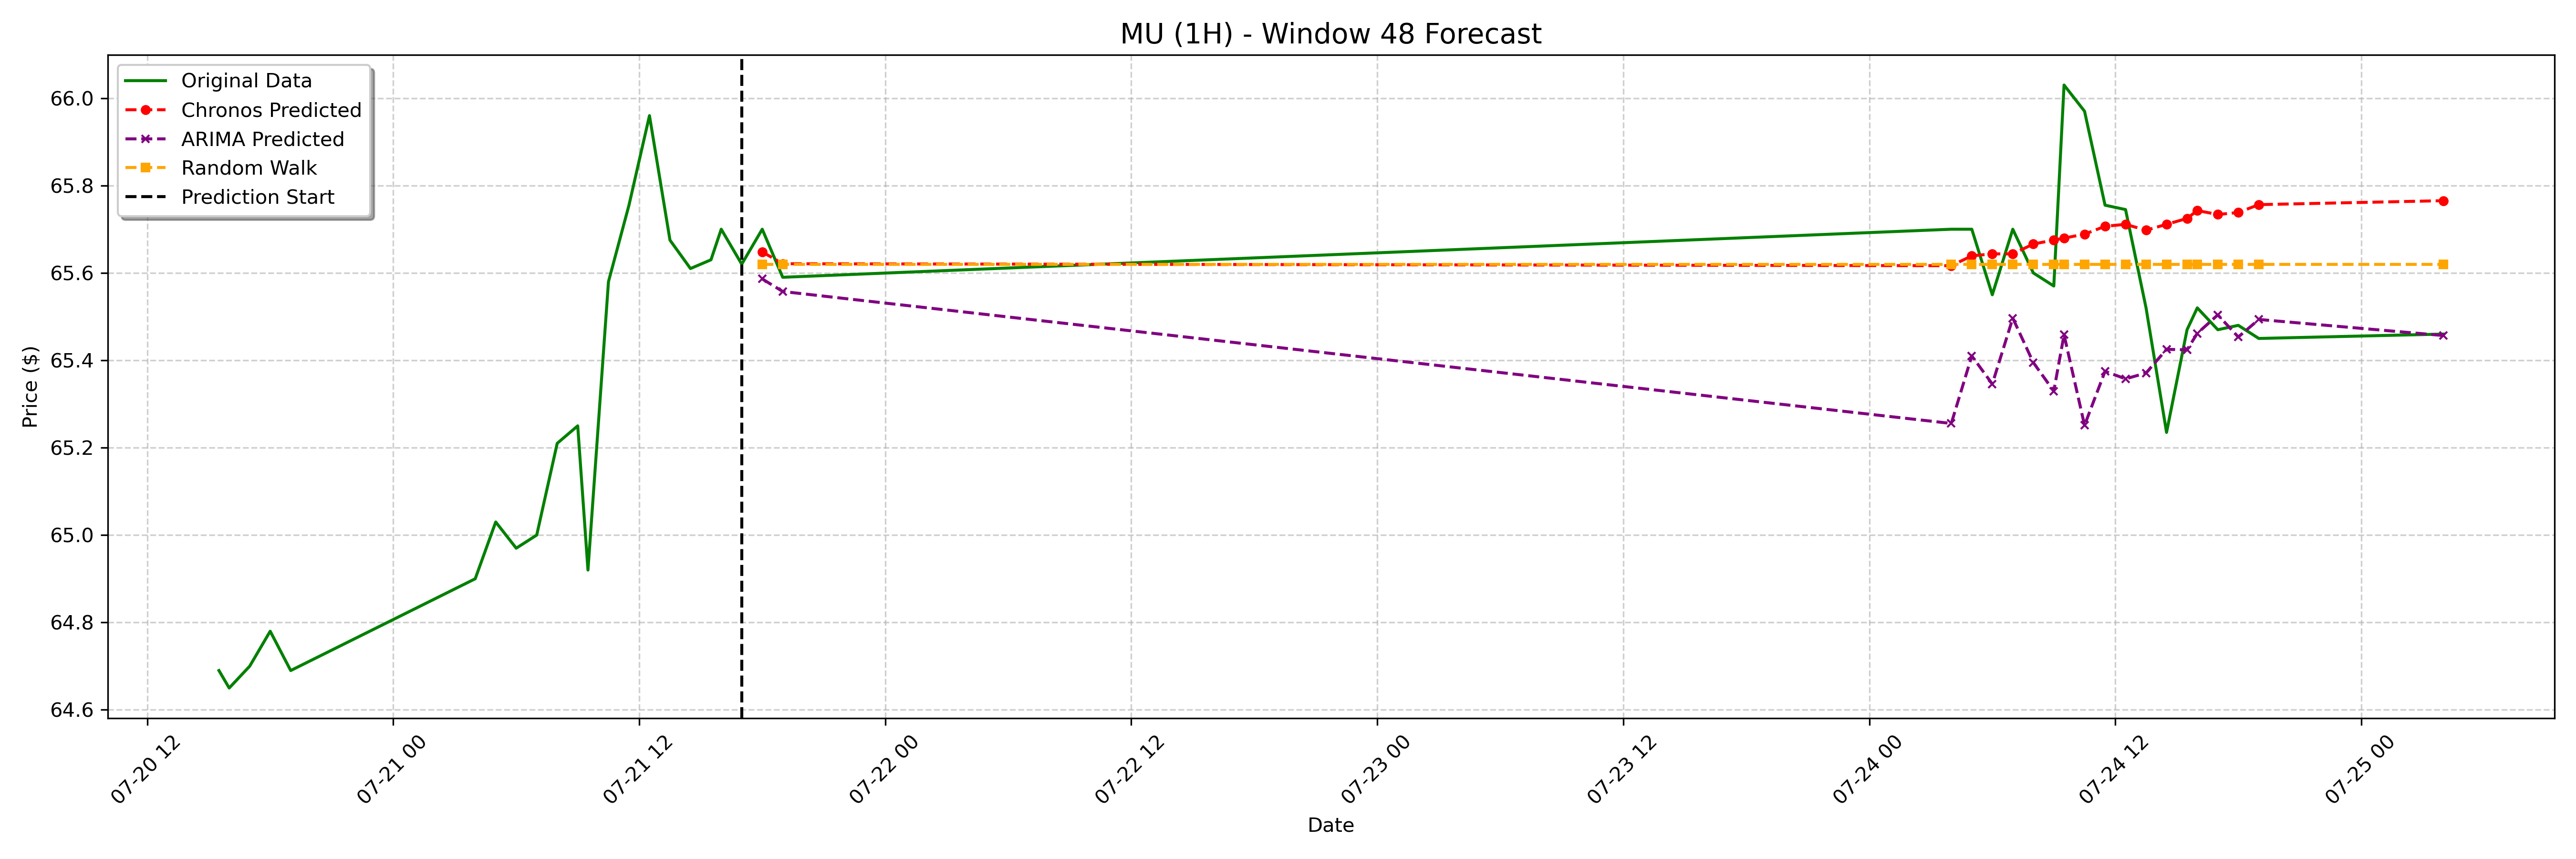 MU (1H) - Window 48 Forecast
Original Data
Chronos Predicted
ARIMA Predicted
Random Walk
Prediction Start
66.0
65.8
65.6
65.4
65.2
65.0
64.8
64.6
Price ($)
07-20 12
07-21 00
07-21 12
07-22 00
07-22 12
07-23 00
07-23 12
07-24 00
07-24 12
07-25 00
Date